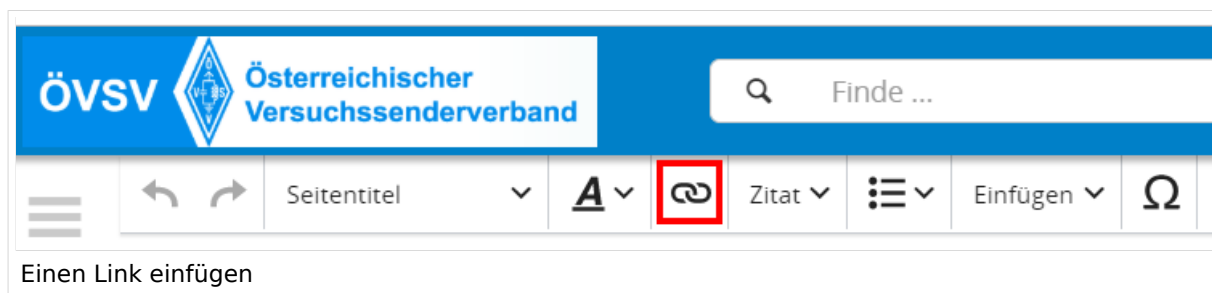 ÖVSV
Österreichischer
Versuchssenderverband
Finde ...
Seitentitel
A
Zitat
Einfügen
Ω
Einen Link einfügen